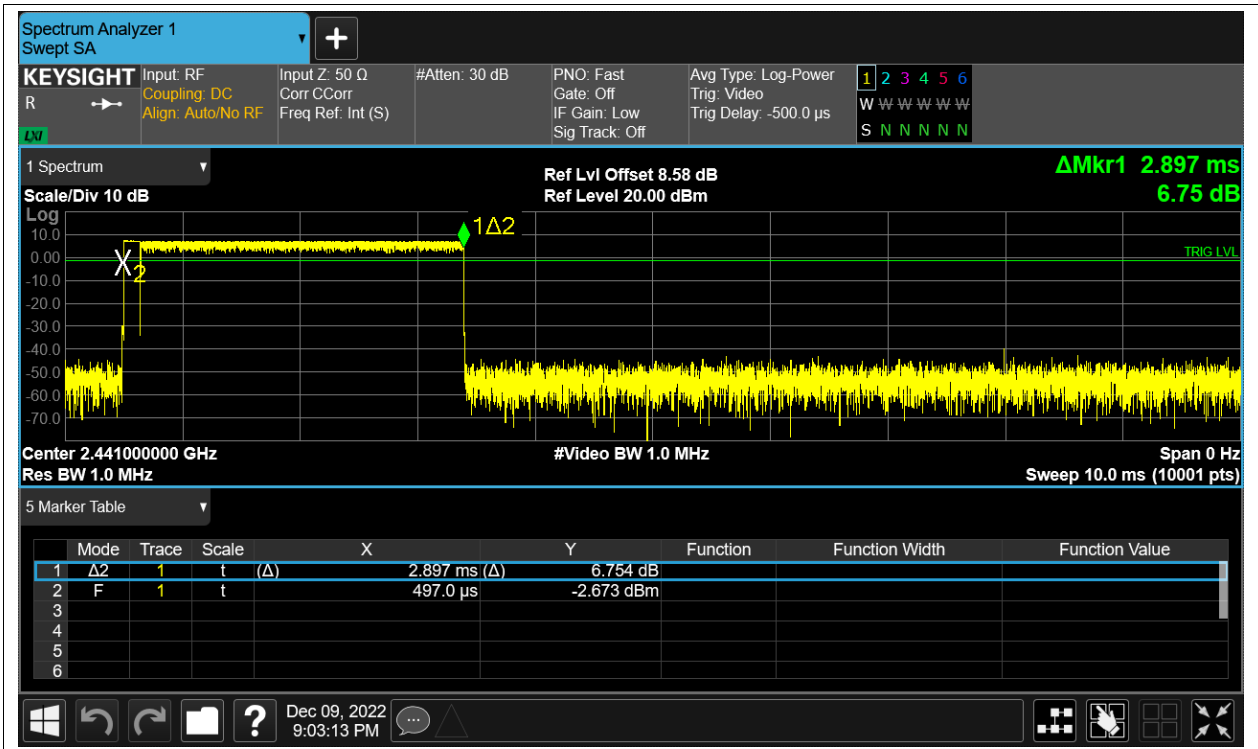 Spectrum Analyzer 1
Swept SA
KEYSIGHT Input: RF Input Z: 50 Ω #Atten: 30 dB PNO: Fast Avg Type: Log-Power 1 2 3 4 5 6
R Coupling: DC Corr CCorr Gate: Off Trig: Video W W W W W W
Align: Auto/No RF Freq Ref: Int (S) IF Gain: Low Trig Delay: -500.0 µs
LXI Sig Track: Off S N N N N N
1 Spectrum Ref Lvl Offset 8.58 dB ΔMkr1 2.897 ms
Scale/Div 10 dB Ref Level 20.00 dBm 6.75 dB
Log
1Δ2
10.0
0.00 TRIG LVL
2
-10.0
-20.0
-30.0
-40.0
-50.0
-60.0
-70.0
Center 2.441000000 GHz #Video BW 1.0 MHz Span 0 Hz
Res BW 1.0 MHz Sweep 10.0 ms (10001 pts)
5 Marker Table
Mode Trace Scale X Y Function Function Width Function Value
1 Δ2 1 t (Δ) 2.897 ms (Δ) 6.754 dB
2 F 1 t 497.0 µs -2.673 dBm
3
4
5
6
? Dec 09, 2022
9:03:13 PM